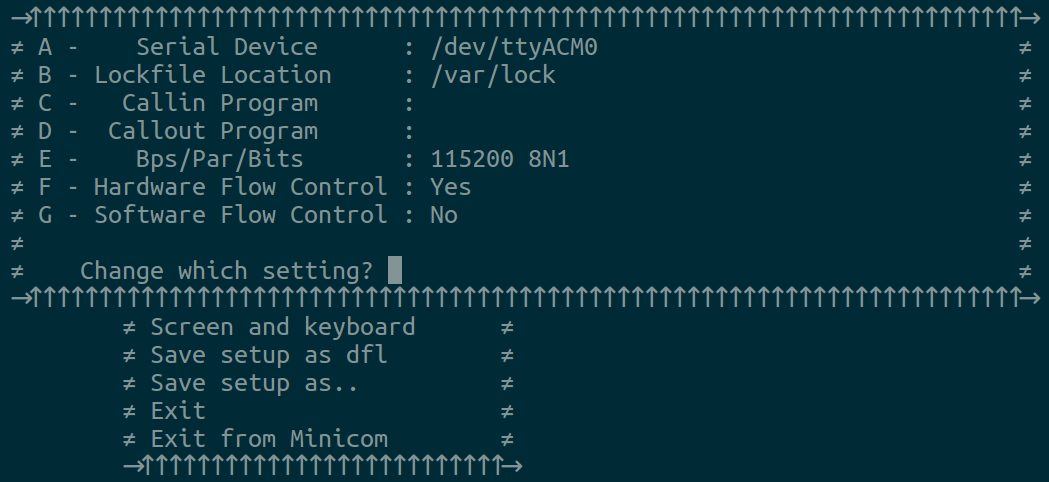 →↑↑↑↑↑↑↑↑↑↑↑↑↑↑↑↑↑↑↑↑↑↑↑↑↑↑↑↑↑↑↑↑↑↑↑↑↑↑↑↑↑↑↑↑↑↑↑↑↑↑↑↑↑↑↑↑↑↑↑↑↑↑↑↑↑↑↑↑↑↑↑→
≠ A -    Serial Device      : /dev/ttyACM0                              ≠
≠ B - Lockfile Location     : /var/lock                                 ≠
≠ C -   Callin Program      :                                           ≠
≠ D -  Callout Program      :                                           ≠
≠ E -    Bps/Par/Bits       : 115200 8N1                                ≠
≠ F - Hardware Flow Control : Yes                                       ≠
≠ G - Software Flow Control : No                                        ≠
≠                                                                       ≠
≠    Change which setting?                                              ≠
→↑↑↑↑↑↑↑↑↑↑↑↑↑↑↑↑↑↑↑↑↑↑↑↑↑↑↑↑↑↑↑↑↑↑↑↑↑↑↑↑↑↑↑↑↑↑↑↑↑↑↑↑↑↑↑↑↑↑↑↑↑↑↑↑↑↑↑↑↑↑↑→
≠ Screen and keyboard      ≠
≠ Save setup as dfl        ≠
≠ Save setup as..          ≠
≠ Exit                     ≠
≠ Exit from Minicom        ≠
→↑↑↑↑↑↑↑↑↑↑↑↑↑↑↑↑↑↑↑↑↑↑↑↑↑↑→